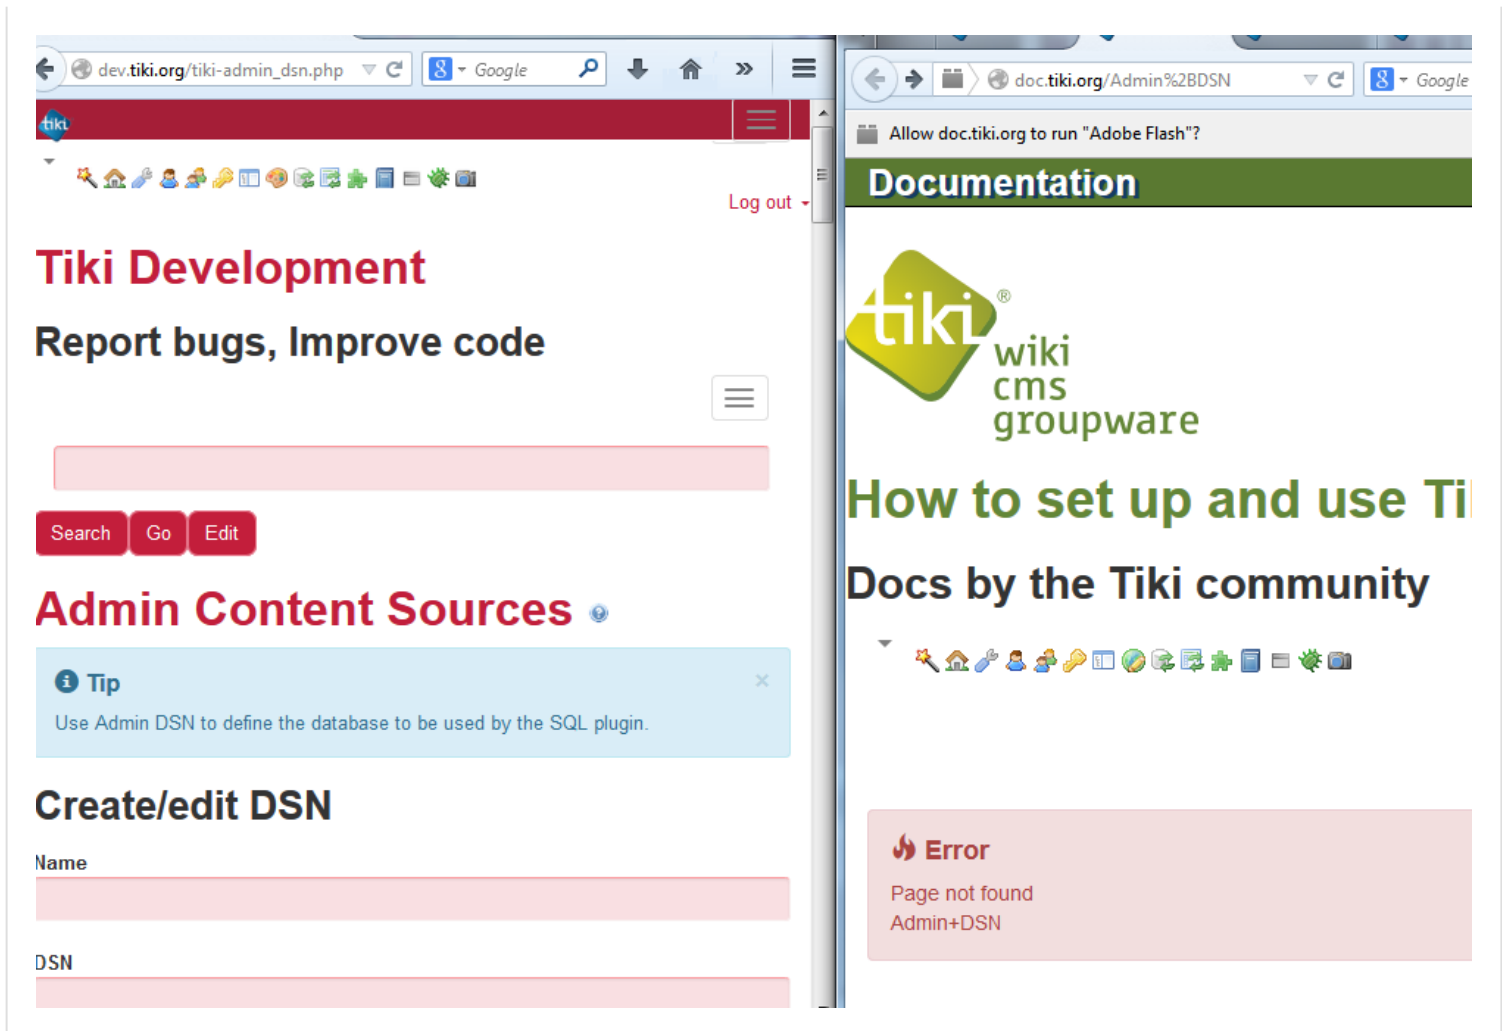 dev.tiki.org/tiki-admin_dsn.php
8 Google
»
tiki
Log out
Tiki Development
Report bugs, Improve code
Search Go Edit
Admin Content Sources
Tip ×
Use Admin DSN to define the database to be used by the SQL plugin.
Create/edit DSN
Name
DSN
doc.tiki.org/Admin%2BDSN
8 Google
Allow doc.tiki.org to run "Adobe Flash"?
Documentation
tiki®
wiki
cms
groupware
How to set up and use Ti
Docs by the Tiki community
Error
Page not found
Admin+DSN